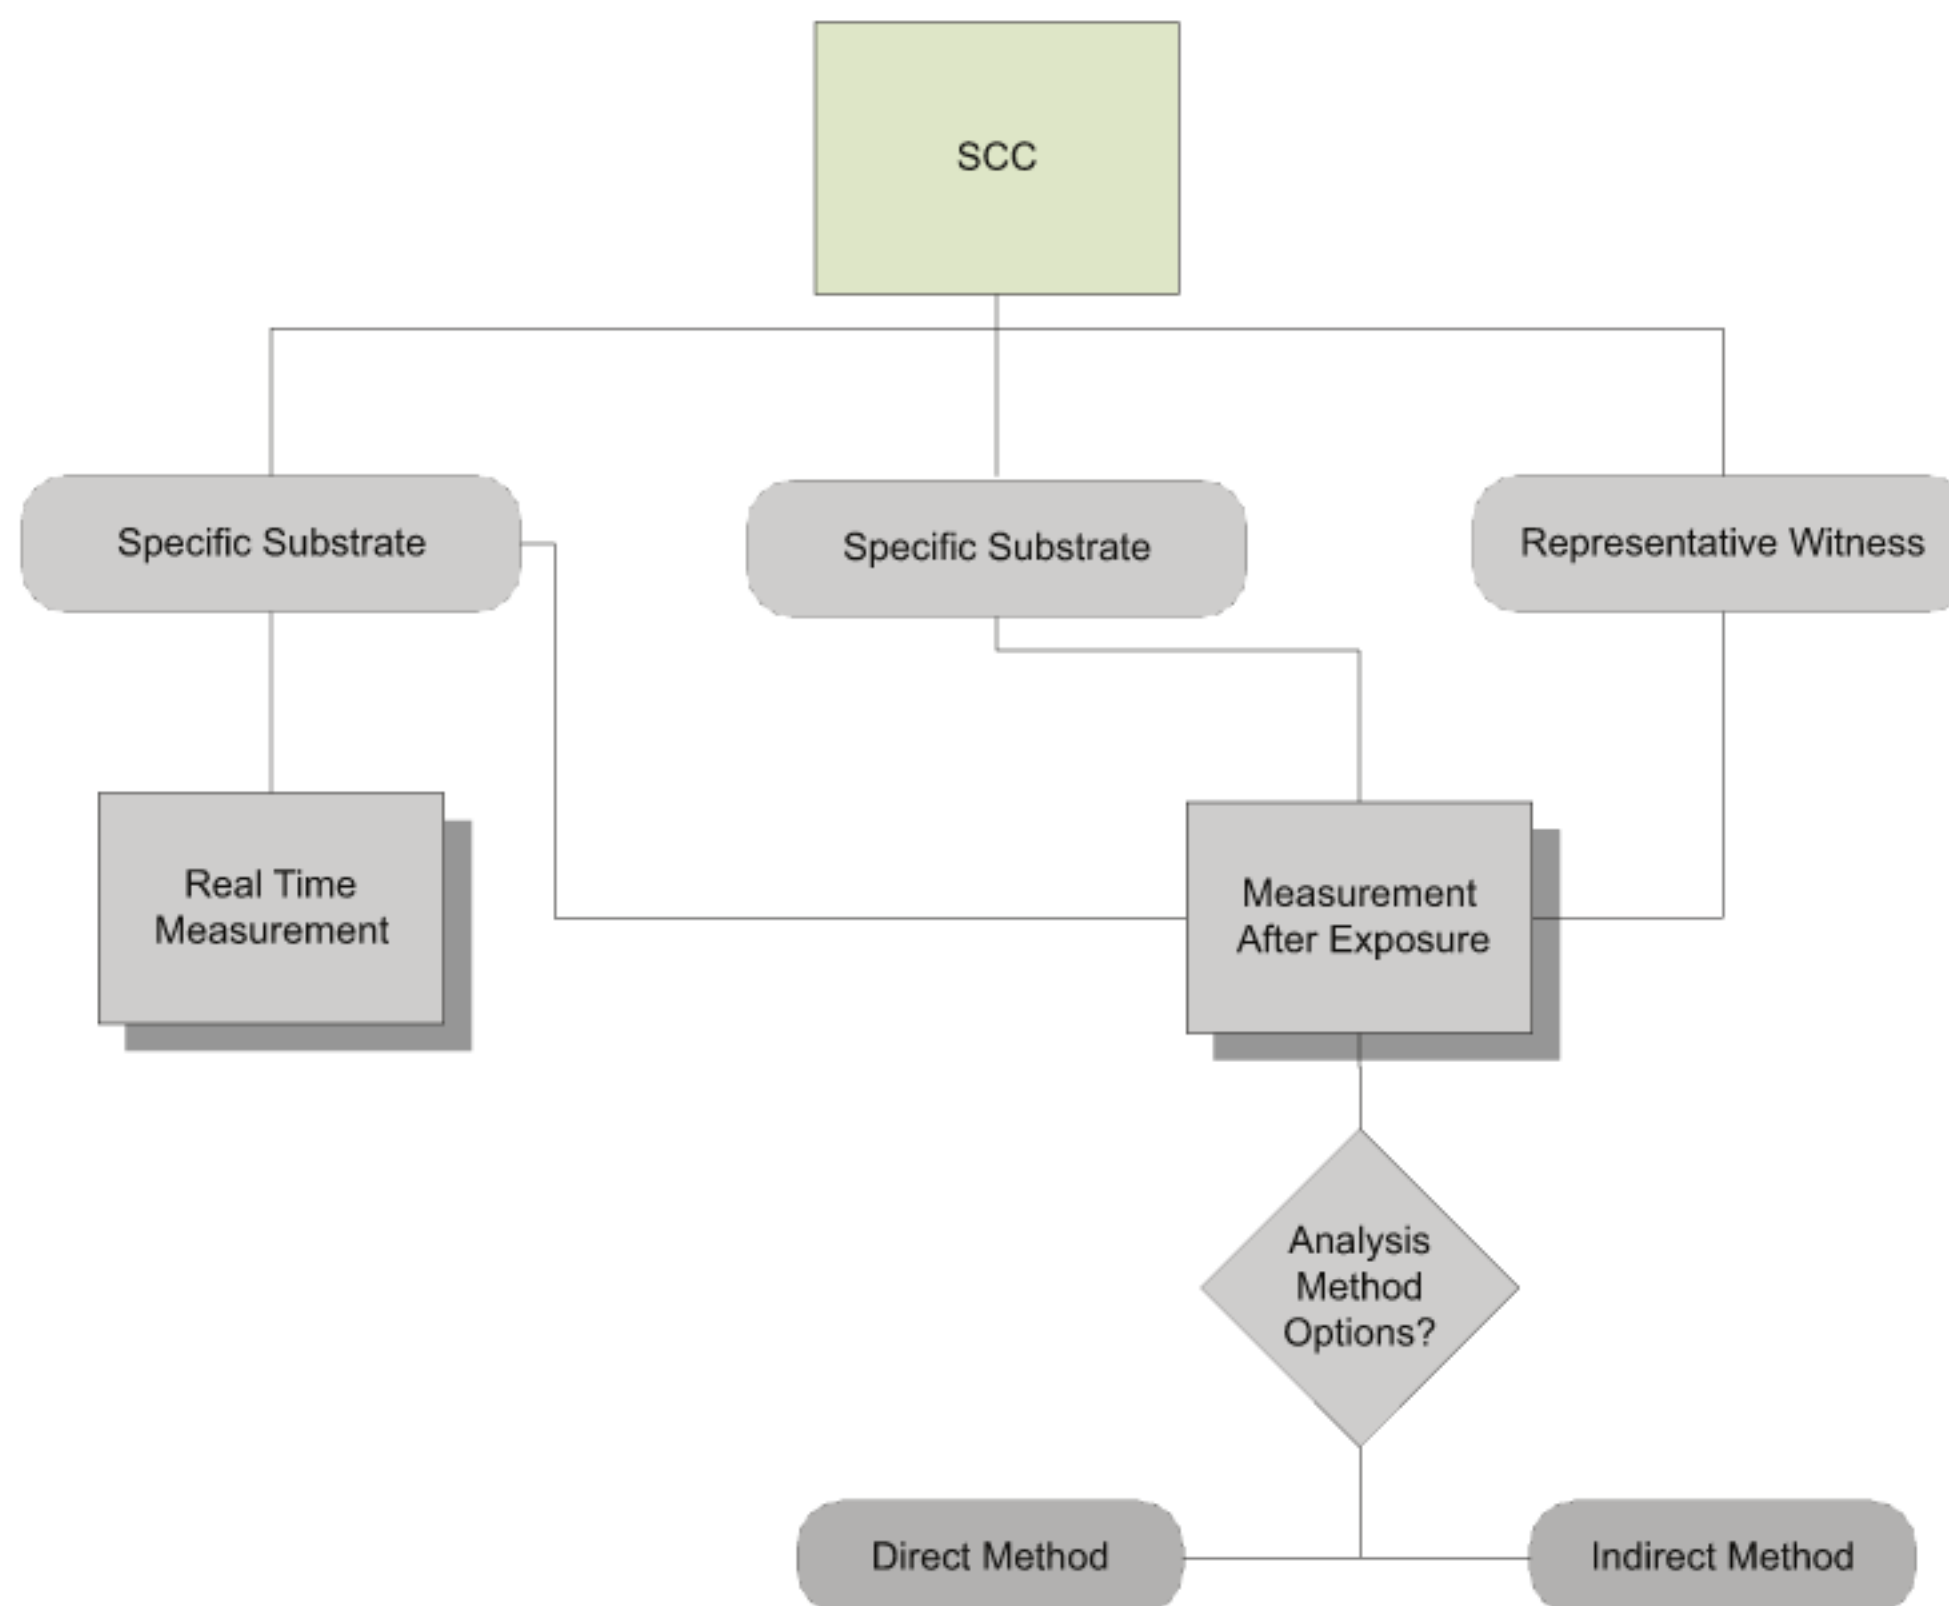 SCC
Specific Substrate
Specific Substrate
Representative Witness
Real Time
Measurement
Measurement
After Exposure
Analysis
Method
Options?
Direct Method
Indirect Method